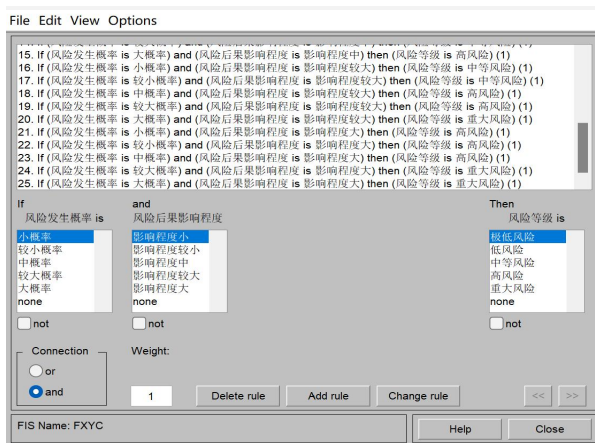 File Edit View Options
15. If (风险发生概率 is 大概率) and (风险后果影响程度 is 影响程度中) then (风险等级 is 高风险) (1)
16. If (风险发生概率 is 小概率) and (风险后果影响程度 is 影响程度较大) then (风险等级 is 中等风险) (1)
17. If (风险发生概率 is 较小概率) and (风险后果影响程度 is 影响程度较大) then (风险等级 is 中等风险) (1)
18. If (风险发生概率 is 中概率) and (风险后果影响程度 is 影响程度较大) then (风险等级 is 高风险) (1)
19. If (风险发生概率 is 较大概率) and (风险后果影响程度 is 影响程度较大) then (风险等级 is 高风险) (1)
20. If (风险发生概率 is 大概率) and (风险后果影响程度 is 影响程度较大) then (风险等级 is 重大风险) (1)
21. If (风险发生概率 is 小概率) and (风险后果影响程度 is 影响程度大) then (风险等级 is 高风险) (1)
22. If (风险发生概率 is 较小概率) and (风险后果影响程度 is 影响程度大) then (风险等级 is 高风险) (1)
23. If (风险发生概率 is 中概率) and (风险后果影响程度 is 影响程度大) then (风险等级 is 高风险) (1)
24. If (风险发生概率 is 较大概率) and (风险后果影响程度 is 影响程度大) then (风险等级 is 重大风险) (1)
25. If (风险发生概率 is 大概率) and (风险后果影响程度 is 影响程度大) then (风险等级 is 重大风险) (1)
If and Then
风险发生概率 is 风险后果影响程度 风险等级 is
小概率 影响程度小 极低风险
较小概率 影响程度较小 低风险
中概率 影响程度中 中等风险
较大概率 影响程度较大 高风险
大概率 影响程度大 重大风险
none none none
not not not
Connection Weight:
or
and 1 Delete rule Add rule Change rule << >>
FIS Name: FXYC Help Close